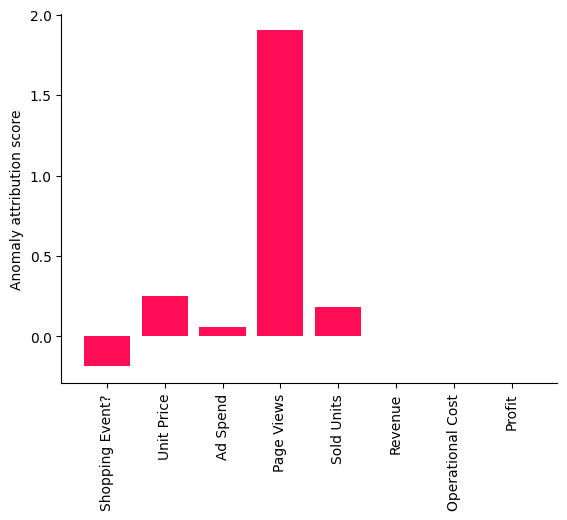 2.0
1.5
1.0
0.5
0.0
Anomaly attribution score
Shopping Event?
Unit Price
Ad Spend
Page Views
Sold Units
Revenue
Operational Cost
Profit